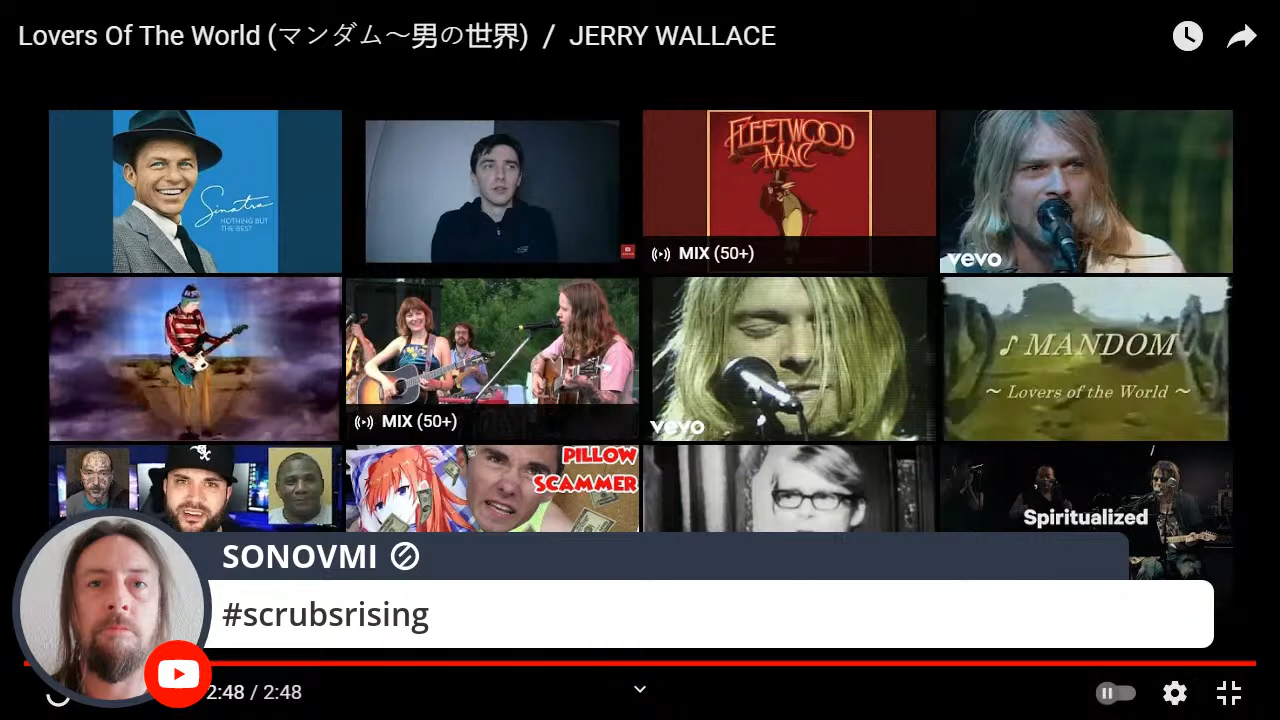 Lovers Of The World (マンダム〜男の世界) / JERRY WALLACE
Sinatra
NOTHING BUT
THE BEST
FLEETWOOD
MAC
MIX (50+)
vevo
MIX (50+)
vevo
♪ MANDOM
~ Lovers of the World ~
PILLOW
SCAMMER
Spiritualized
SONOVMI
#scrubsrising
2:48 / 2:48